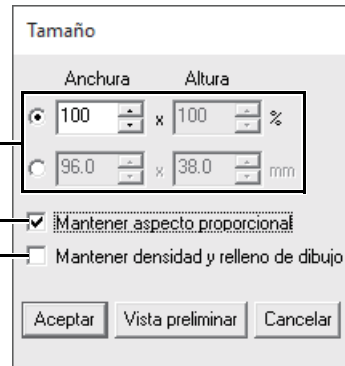 Tamaño
Anchura Altura
100 x 100 %
96.0 x 38.0 mm
Mantener aspecto proporcional
Mantener densidad y relleno de dibujo
Aceptar Vista preliminar Cancelar